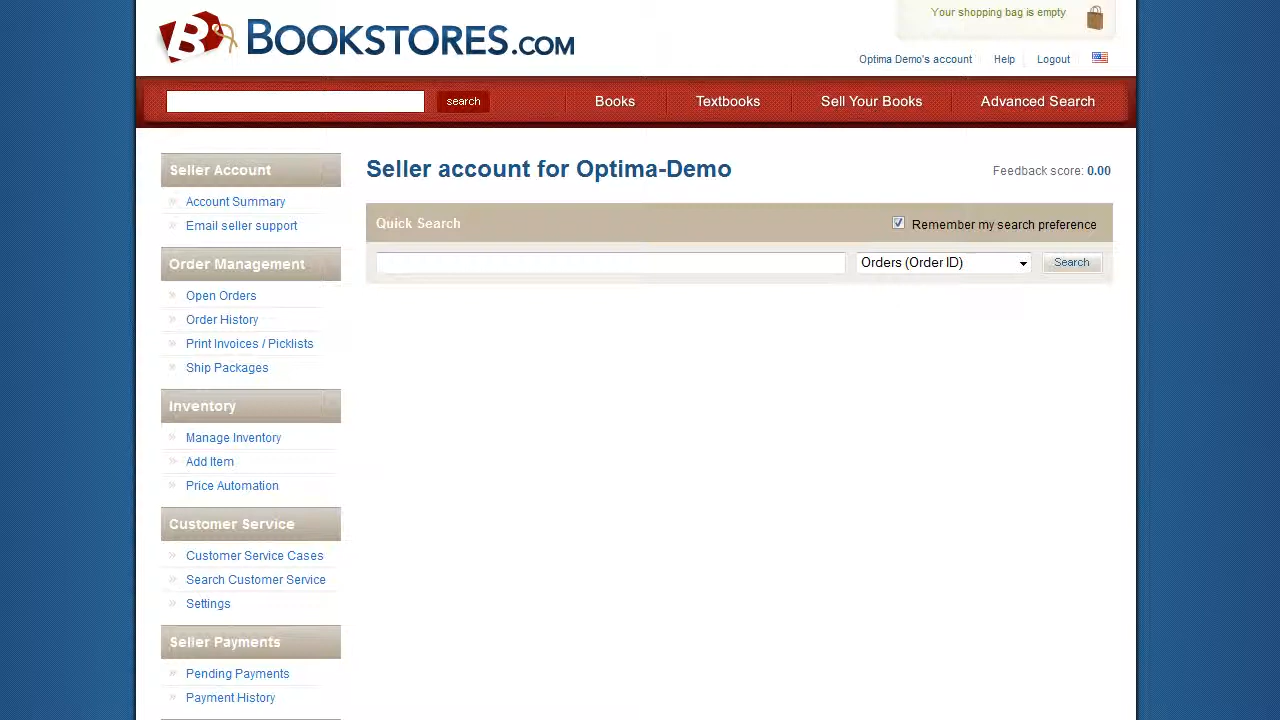 Your shopping bag is empty
B BOOKSTORES.COM
Optima Demo's account Help Logout
search Books Textbooks Sell Your Books Advanced Search
Seller Account
Account Summary
Email seller support
Order Management
Open Orders
Order History
Print Invoices / Picklists
Ship Packages
Inventory
Manage Inventory
Add Item
Price Automation
Customer Service
Customer Service Cases
Search Customer Service
Settings
Seller Payments
Pending Payments
Payment History
Seller account for Optima-Demo
Feedback score: 0.00
Quick Search
Remember my search preference
Orders (Order ID) Search